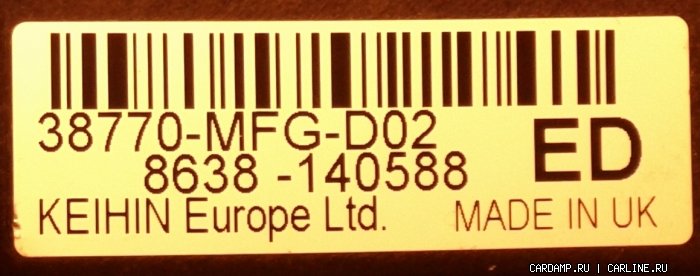 38770-MFG-D02
8638 -140588
ED
KEIHIN Europe Ltd. MADE IN UK
CARDAMP.RU | CARLINE.RU